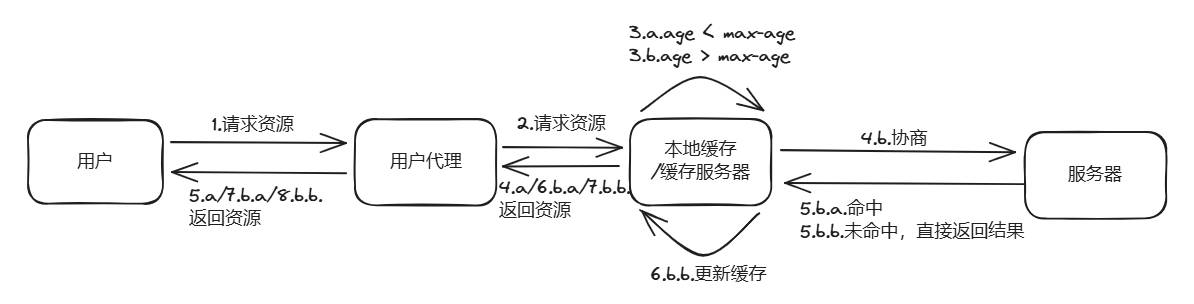 3.a.age < max-age
3.b.age > max-age
1.请求资源
2.请求资源
4.b.协商
用户
用户代理
本地缓存
/缓存服务器
服务器
5.a/7.b.a/8.b.b.
返回资源
4.a/6.b.a/7.b.b.
返回资源
5.b.a.命中
5.b.b.未命中，直接返回结果
6.b.b.更新缓存